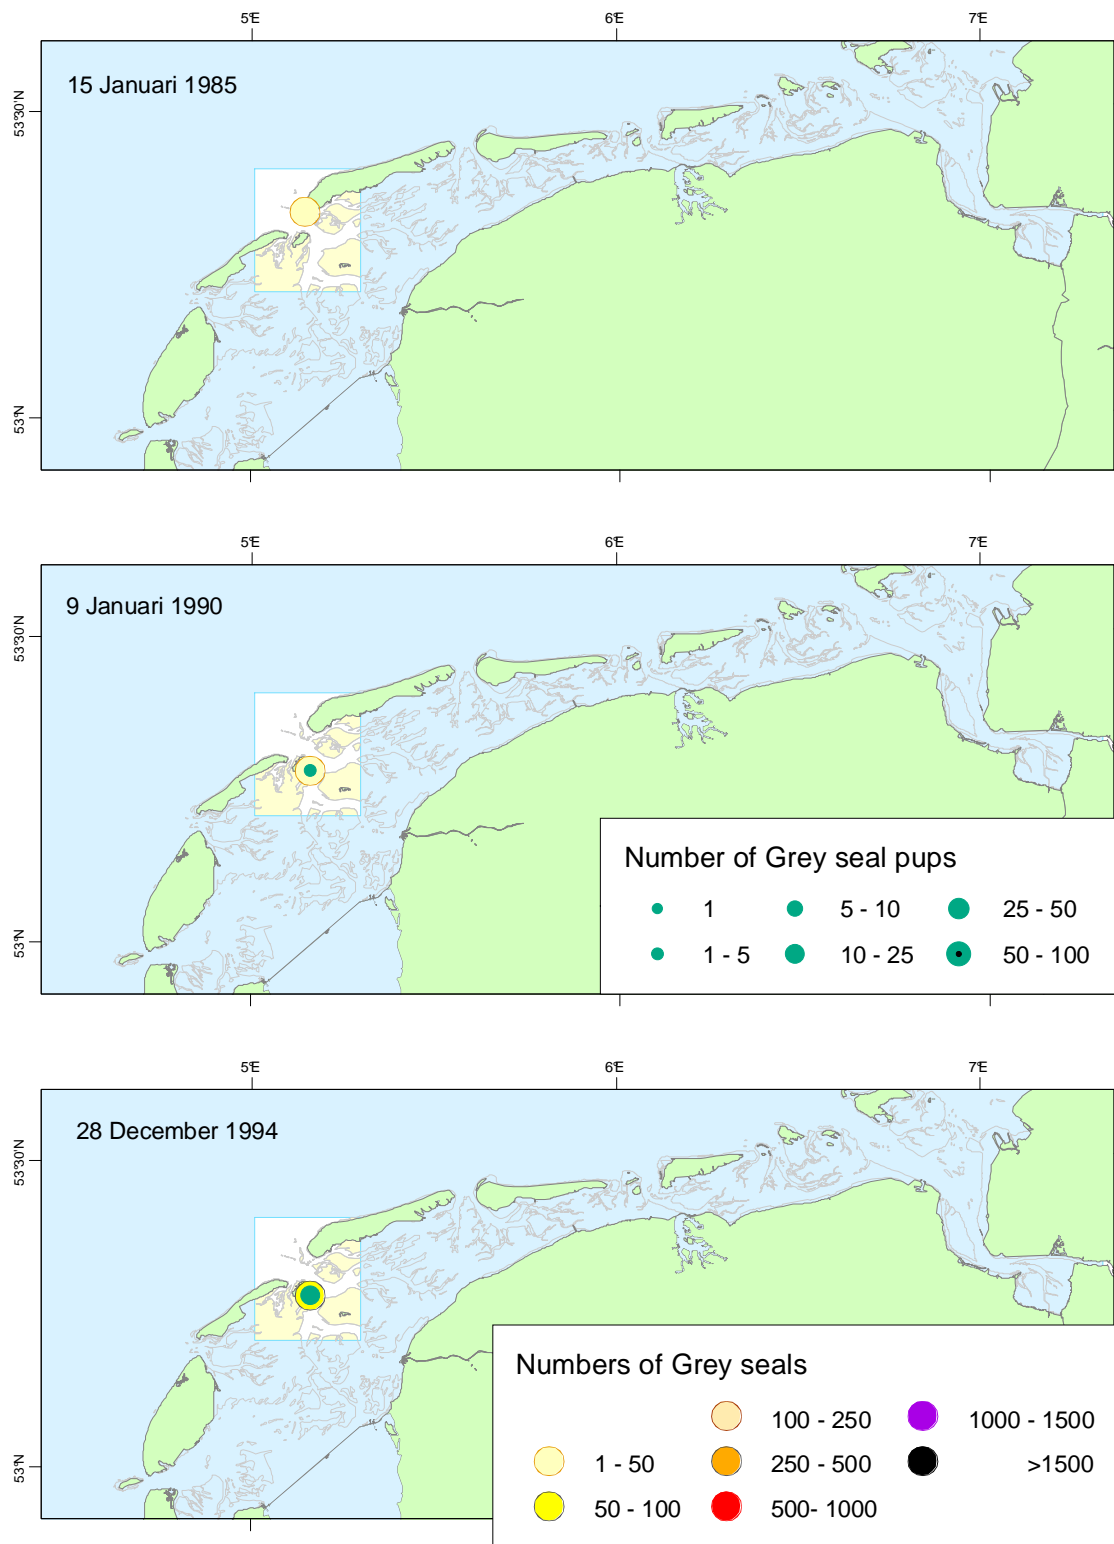 5°E 6°E 7°E
15 Januari 1985
53°30'N
53°N
5°E 6°E 7°E
9 Januari 1990
53°30'N
Number of Grey seal pups
1 5 - 10 25 - 50
1 - 5 10 - 25 50 - 100
53°N
5°E 6°E 7°E
28 December 1994
53°30'N
Numbers of Grey seals
100 - 250 1000 - 1500
1 - 50 250 - 500 >1500
53°N
50 - 100 500- 1000